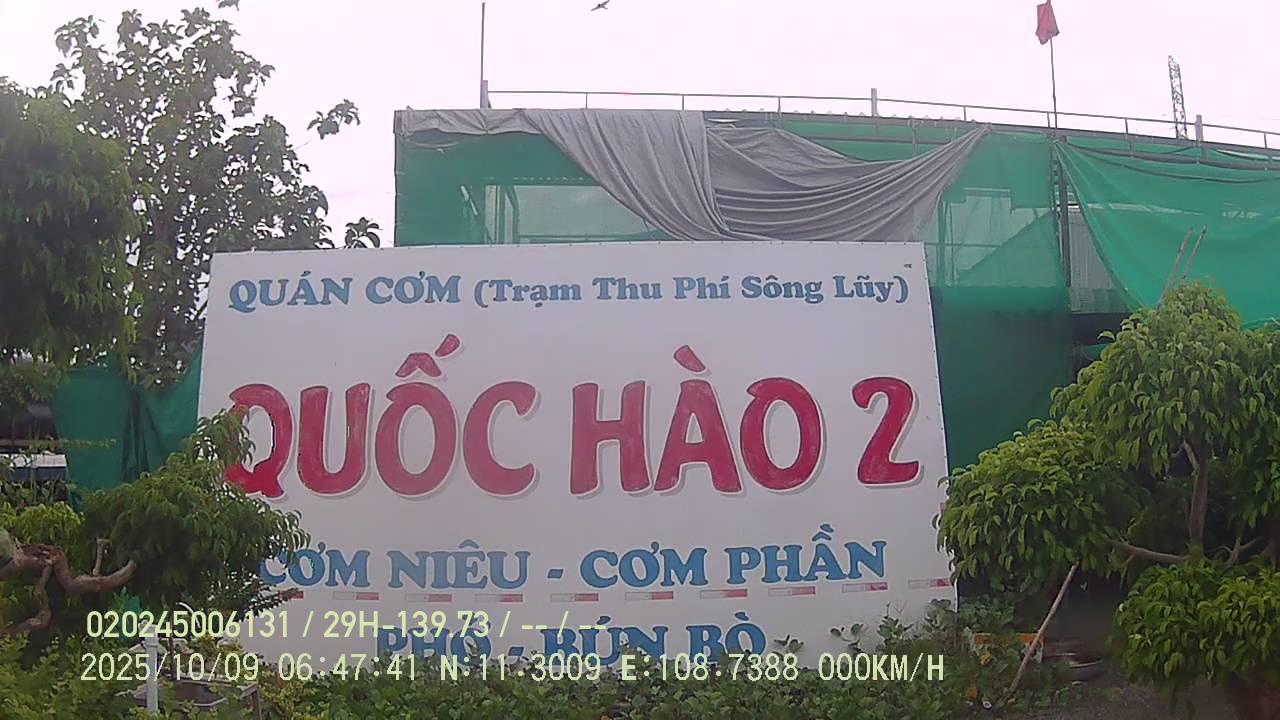 QUÁN CƠM (Trạm Thu Phí Sông Lũy)
QUỐC HÀO 2
CƠM NIÊU - CƠM PHẦN
PHỞ - BÚN BÒ
020245006131 / 29H-139.73 / -- / --
2025/10/09 06:47:41 N:11.3009 E:108.7388 000KM/H